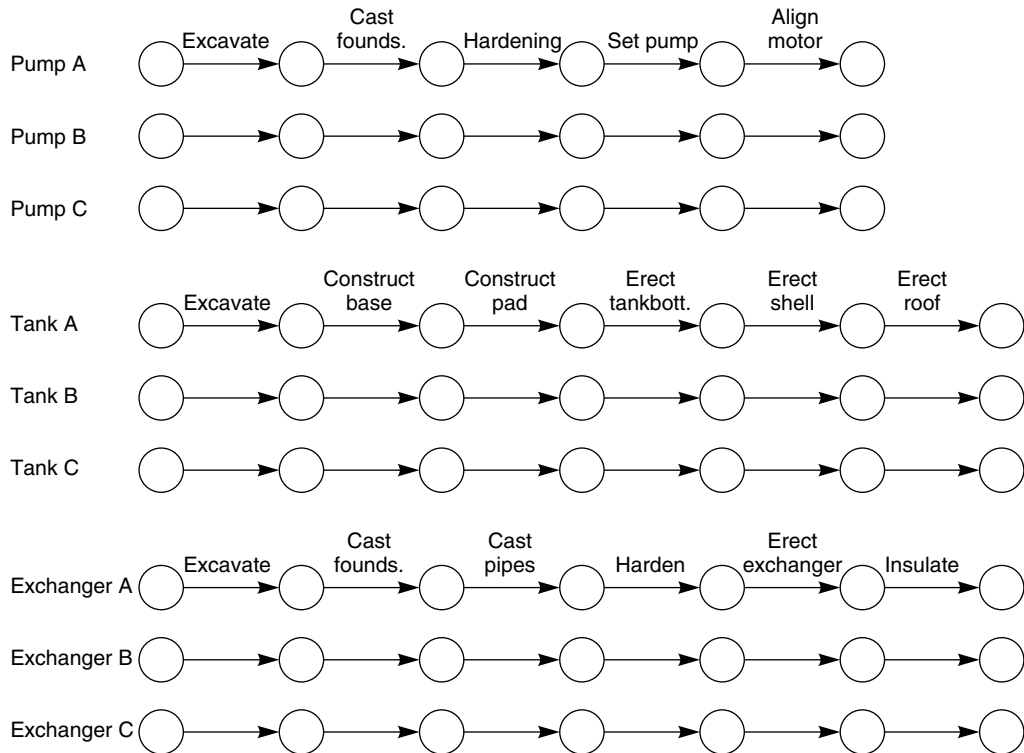 Cast
Excavate founds. Hardening Set pump Align motor
Pump A
Pump B
Pump C
Construct Construct Erect Erect Erect
Excavate base pad tankbott. shell roof
Tank A
Tank B
Tank C
Cast Cast Erect
Excavate founds. pipes Harden exchanger Insulate
Exchanger A
Exchanger B
Exchanger C